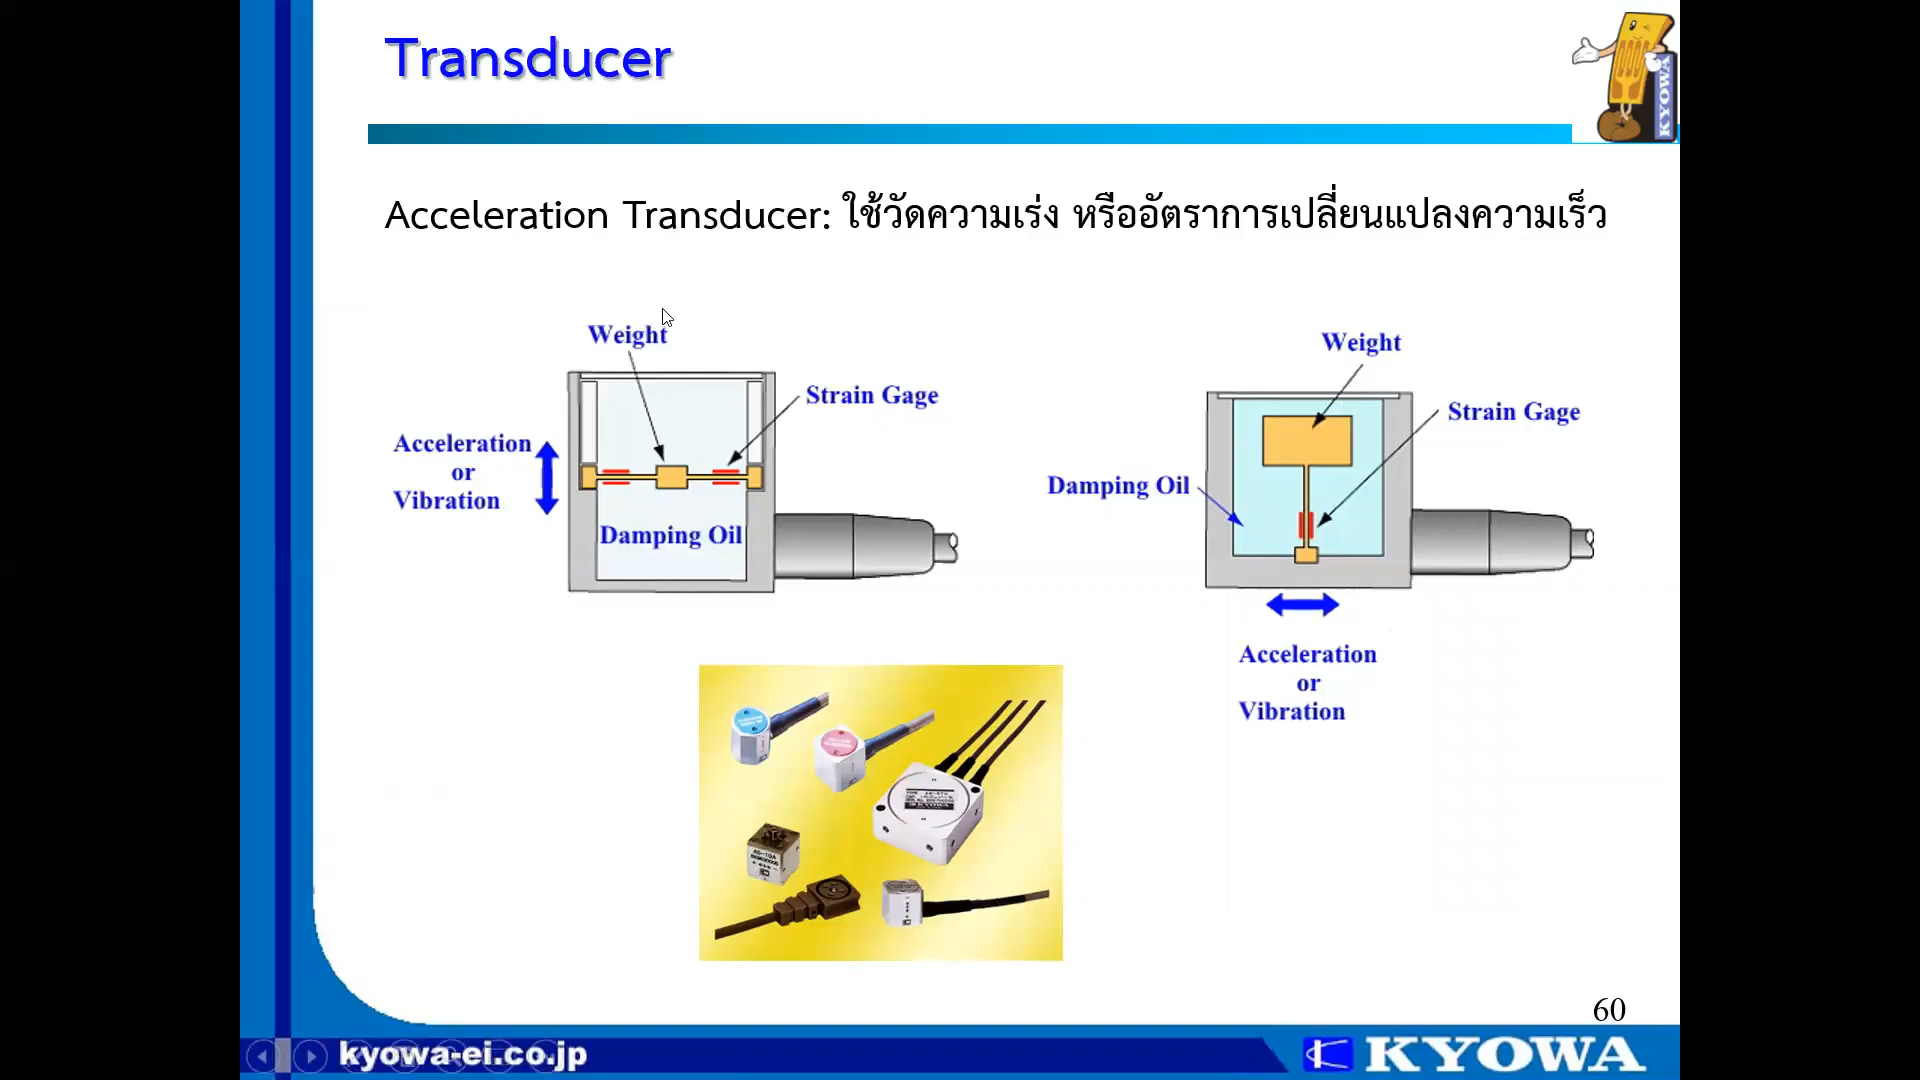 Transducer
KYOWA
Acceleration Transducer: ใช้วัดความเร่ง หรืออัตราการเปลี่ยนแปลงความเร็ว
Weight
Strain Gage
Acceleration
or
Vibration
Damping Oil
Weight
Strain Gage
Damping Oil
Acceleration
or
Vibration
60
kyowa-ei.co.jp
KYOWA